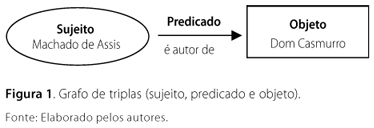 Sujeito
Machado de Assis
Predicado
é autor de
Objeto
Dom Casmurro
Figura 1. Grafo de triplas (sujeito, predicado e objeto).
Fonte: Elaborado pelos autores.